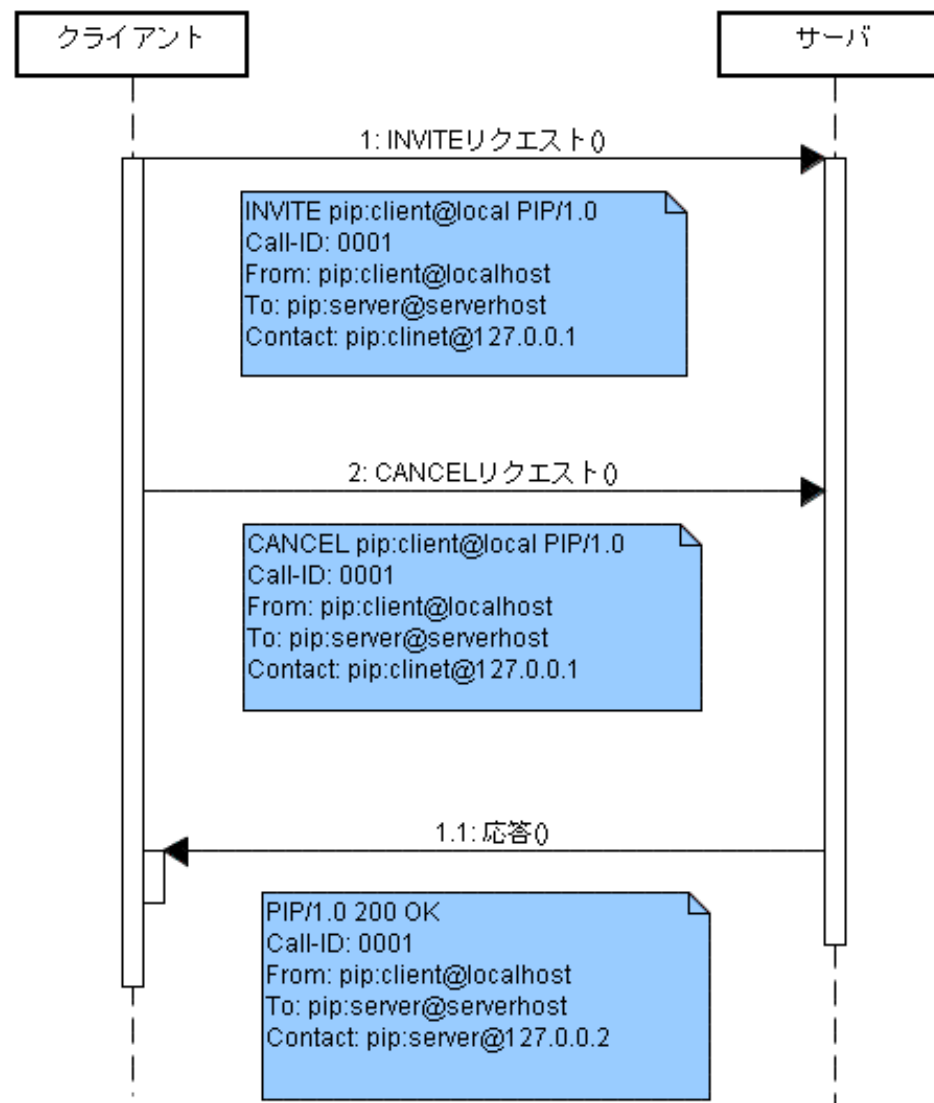 クライアント
サーバ
1: INVITEリクエスト()
INVITE pip:client@local PIP/1.0
Call-ID: 0001
From: pip:client@localhost
To: pip:server@serverhost
Contact: pip:clinet@127.0.0.1
2: CANCELリクエスト()
CANCEL pip:client@local PIP/1.0
Call-ID: 0001
From: pip:client@localhost
To: pip:server@serverhost
Contact: pip:clinet@127.0.0.1
1.1: 応答()
PIP/1.0 200 OK
Call-ID: 0001
From: pip:client@localhost
To: pip:server@serverhost
Contact: pip:server@127.0.0.2